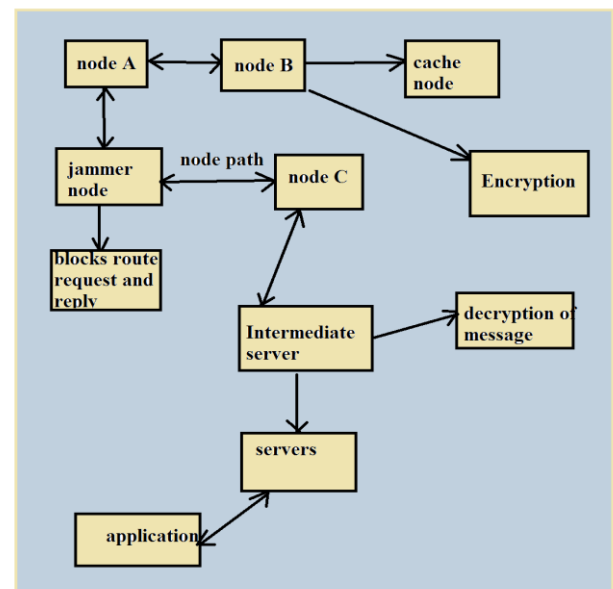 node A
node B
cache
node
jammer
node
node path
node C
Encryption
blocks route
request and
reply
Intermediate
server
decryption of
message
servers
application